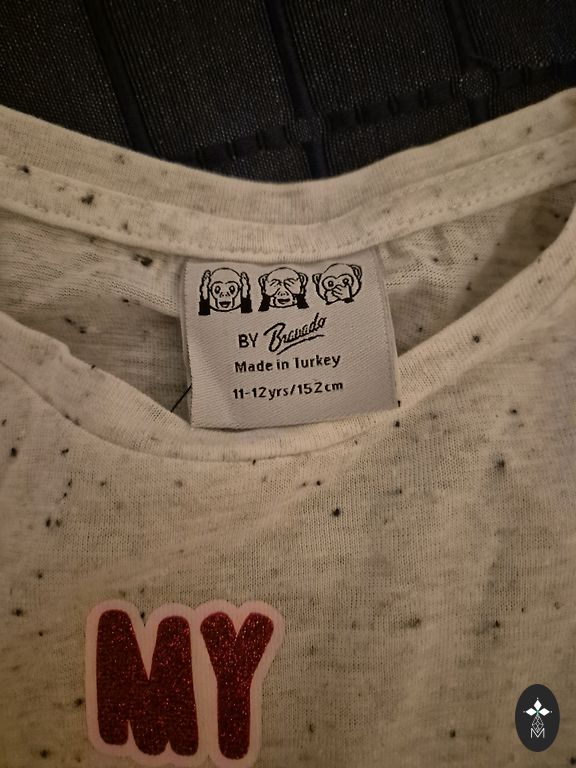 BY Bravado
Made in Turkey
11-12yrs/152cm
MY
M